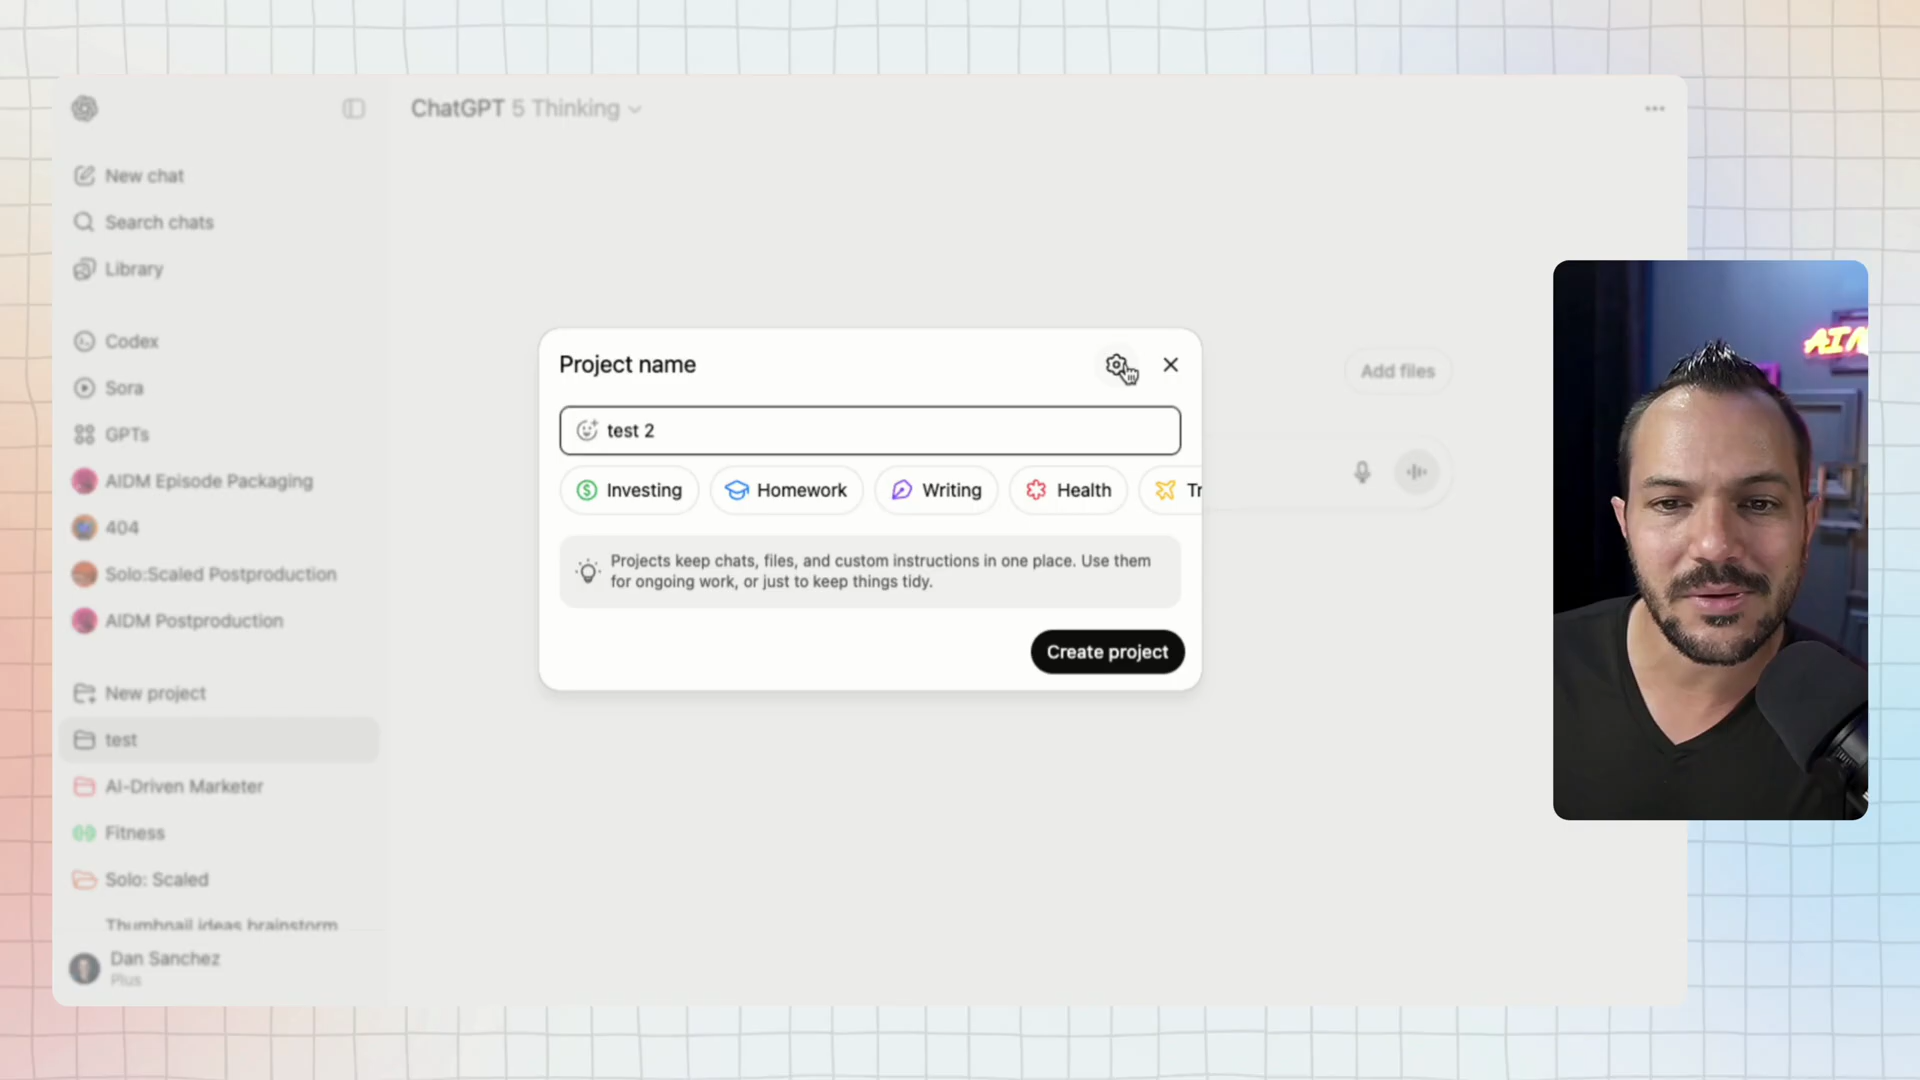 ChatGPT 5 Thinking
New chat
Search chats
Library
Codex
Sora
GPTs
AIDM Episode Packaging
404
Solo:Scaled Postproduction
AIDM Postproduction
New project
test
AI-Driven Marketer
Fitness
Solo: Scaled
Thumbnail ideas brainstorm
Dan Sanchez
Plus
Project name
test 2
Investing
Homework
Writing
Health
Tr
Projects keep chats, files, and custom instructions in one place. Use them
for ongoing work, or just to keep things tidy.
Create project
Add files